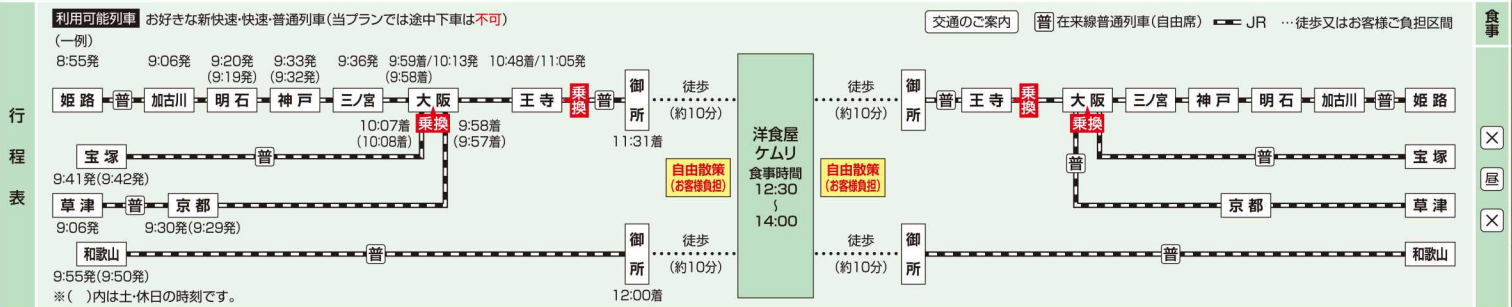 行程表
利用可能列車 お好きな新快速・快速・普通列車(当プランでは途中下車は不可)
(一例)
交通のご案内 普 在来線普通列車(自由席) JR …徒歩又はお客様ご負担区間
8:55発 9:06発 9:20発 9:33発 9:36発 9:59着/10:13発 10:48着/11:05発
(9:19発) (9:32発) (9:58着)
姫路 普 加古川 明石 神戸 三ノ宮 大阪 王寺 乗換 普 御所
徒歩
(約10分)
11:31着
10:07着 乗換 9:58着
(10:08着) (9:57着)
宝塚 普
9:41発(9:42発)
草津 普 京都
9:06発 9:30発(9:29発)
和歌山 普 御所
徒歩
(約10分)
9:55発(9:50発)
12:00着
※( )内は土・休日の時刻です。
自由散策
(お客様負担)
洋食屋
ケムリ
食事時間
12:30
~
14:00
自由散策
(お客様負担)
徒歩
(約10分)
御所 普 王寺 乗換 大阪 三ノ宮 神戸 明石 加古川 普 姫路
乗換
普 宝塚
普 京都 草津
徒歩
(約10分)
御所 普 和歌山
食事
×
昼
×